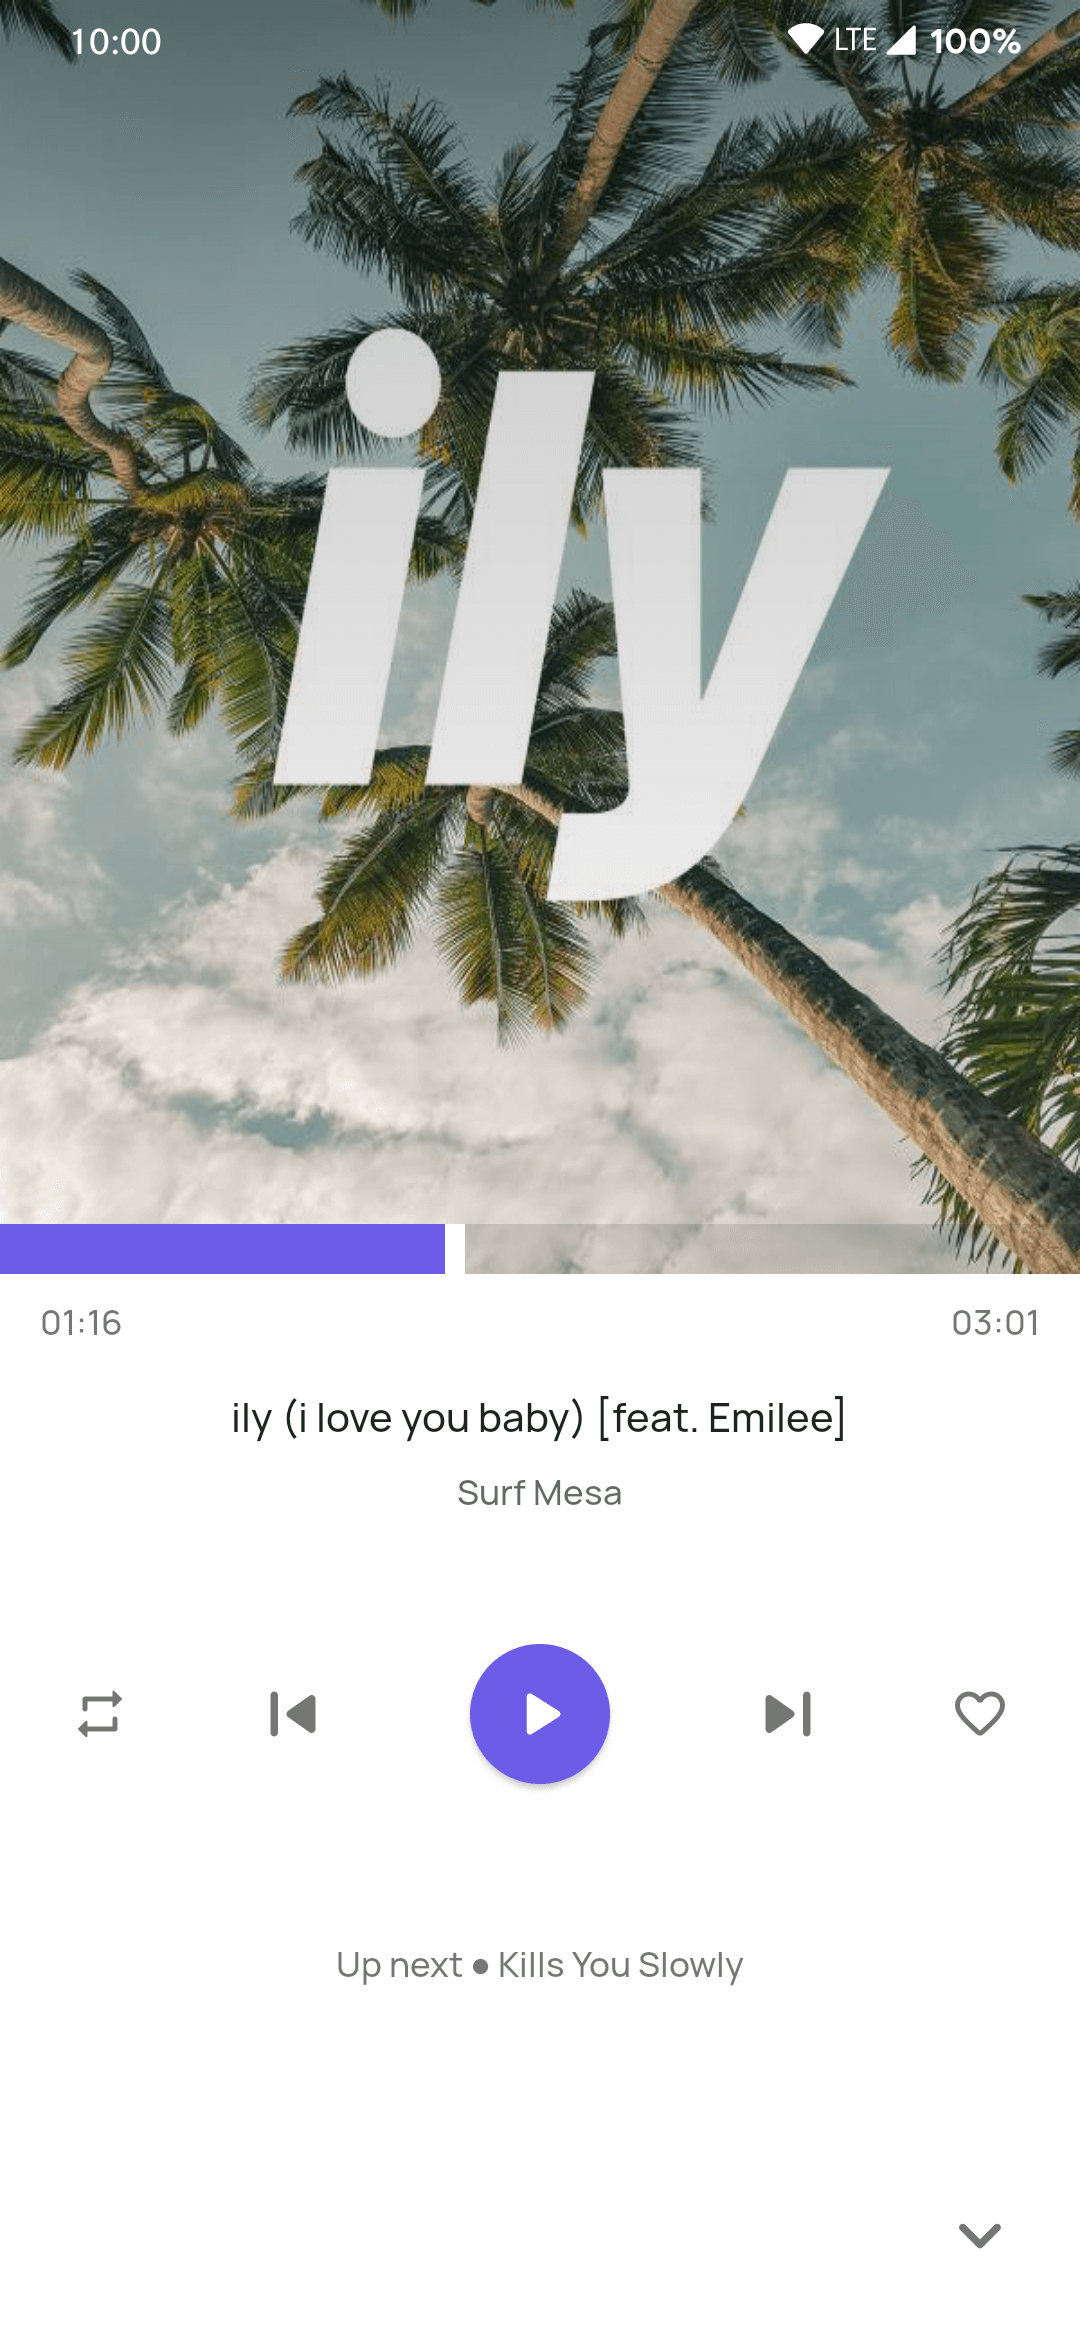 10:00 LTE 100%
ily
01:16 03:01
ily (i love you baby) [feat. Emilee]
Surf Mesa
Up next ● Kills You Slowly